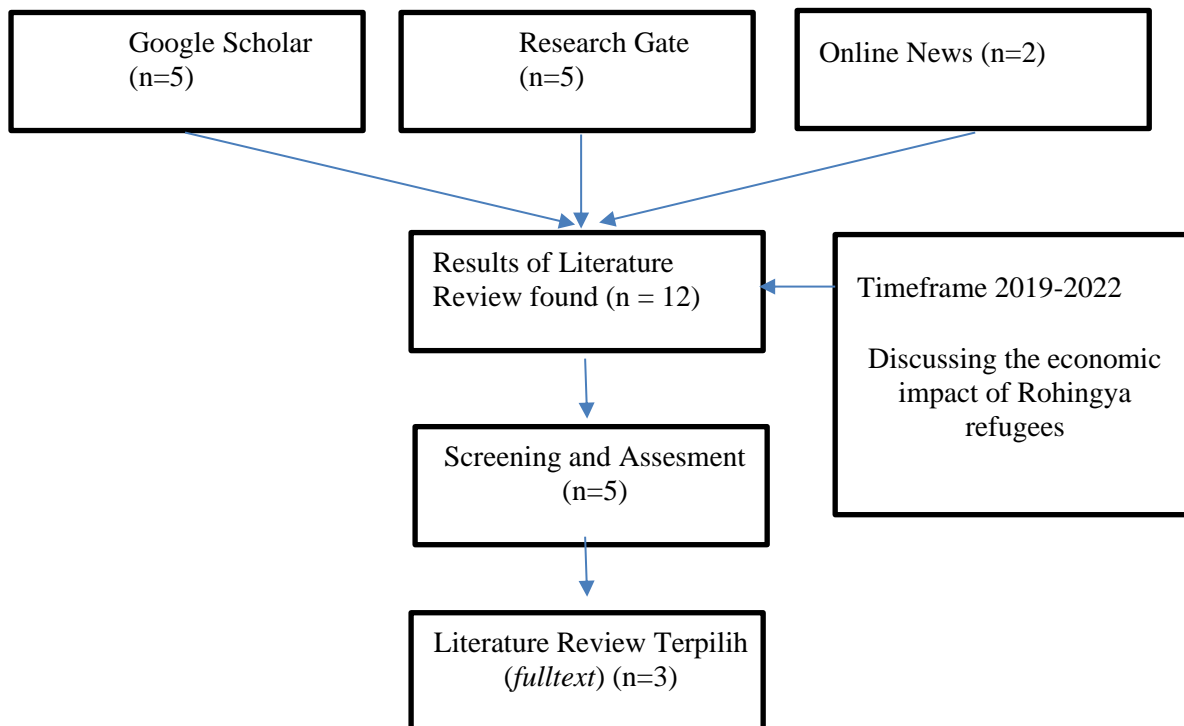 Google Scholar
(n=5)
Research Gate
(n=5)
Online News (n=2)
Results of Literature
Review found (n = 12)
Timeframe 2019-2022
Discussing the economic
impact of Rohingya
refugees
Screening and Assesment
(n=5)
Literature Review Terpilih
(fulltext) (n=3)